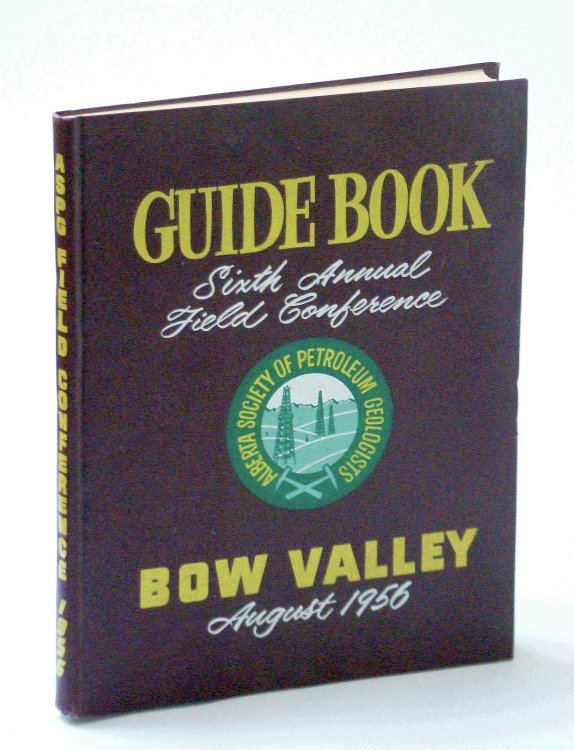 ASPG FIELD CONFERENCE 1956
GUIDE BOOK
Sixth Annual
Field Conference
ALBERTA SOCIETY OF PETROLEUM GEOLOGISTS
BOW VALLEY
August 1956